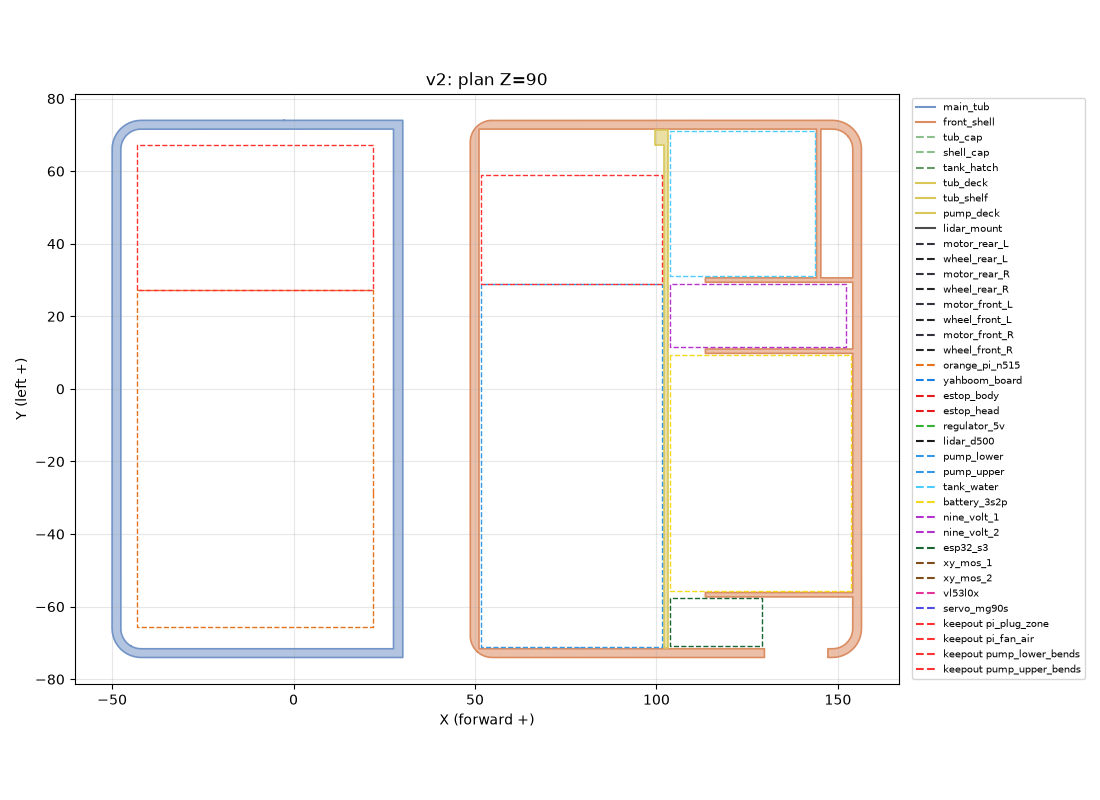 v2: plan Z=90
Y (left +)
80
60
40
20
0
−20
−40
−60
−80
−50
0
50
100
150
X (forward +)
main_tub
front_shell
tub_cap
shell_cap
tank_hatch
tub_deck
tub_shelf
pump_deck
lidar_mount
motor_rear_L
wheel_rear_L
motor_rear_R
wheel_rear_R
motor_front_L
wheel_front_L
motor_front_R
wheel_front_R
orange_pi_n515
yahboom_board
estop_body
estop_head
regulator_5v
lidar_d500
pump_lower
pump_upper
tank_water
battery_3s2p
nine_volt_1
nine_volt_2
esp32_s3
xy_mos_1
xy_mos_2
vl53l0x
servo_mg90s
keepout pi_plug_zone
keepout pi_fan_air
keepout pump_lower_bends
keepout pump_upper_bends